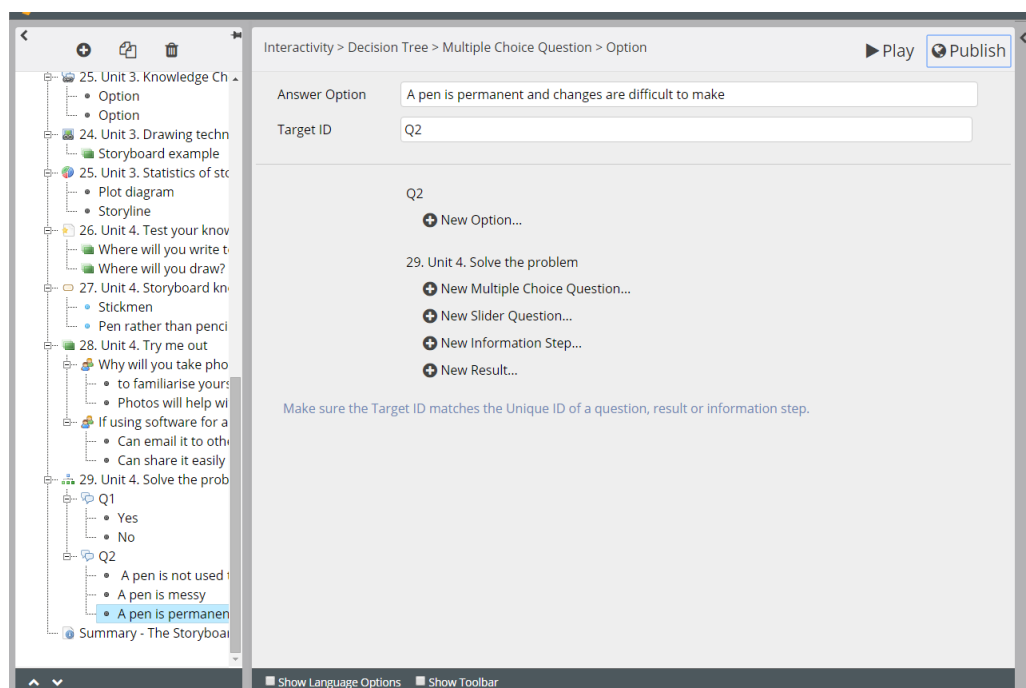 25. Unit 3. Knowledge Ch
Option
Option
24. Unit 3. Drawing techn
Storyboard example
25. Unit 3. Statistics of sto
Plot diagram
Storyline
26. Unit 4. Test your know
Where will you write t
Where will you draw?
27. Unit 4. Storyboard kn
Stickmen
Pen rather than penci
28. Unit 4. Try me out
Why will you take pho
to familiarise yours
Photos will help wi
If using software for a
Can email it to oth
Can share it easily
29. Unit 4. Solve the prob
Q1
Yes
No
Q2
A pen is not used t
A pen is messy
A pen is permanen
Summary - The Storyboa
Interactivity > Decision Tree > Multiple Choice Question > Option
Play
Publish
Answer Option
A pen is permanent and changes are difficult to make
Target ID
Q2
Q2
New Option...
29. Unit 4. Solve the problem
New Multiple Choice Question...
New Slider Question...
New Information Step...
New Result...
Make sure the Target ID matches the Unique ID of a question, result or information step.
Show Language Options Show Toolbar